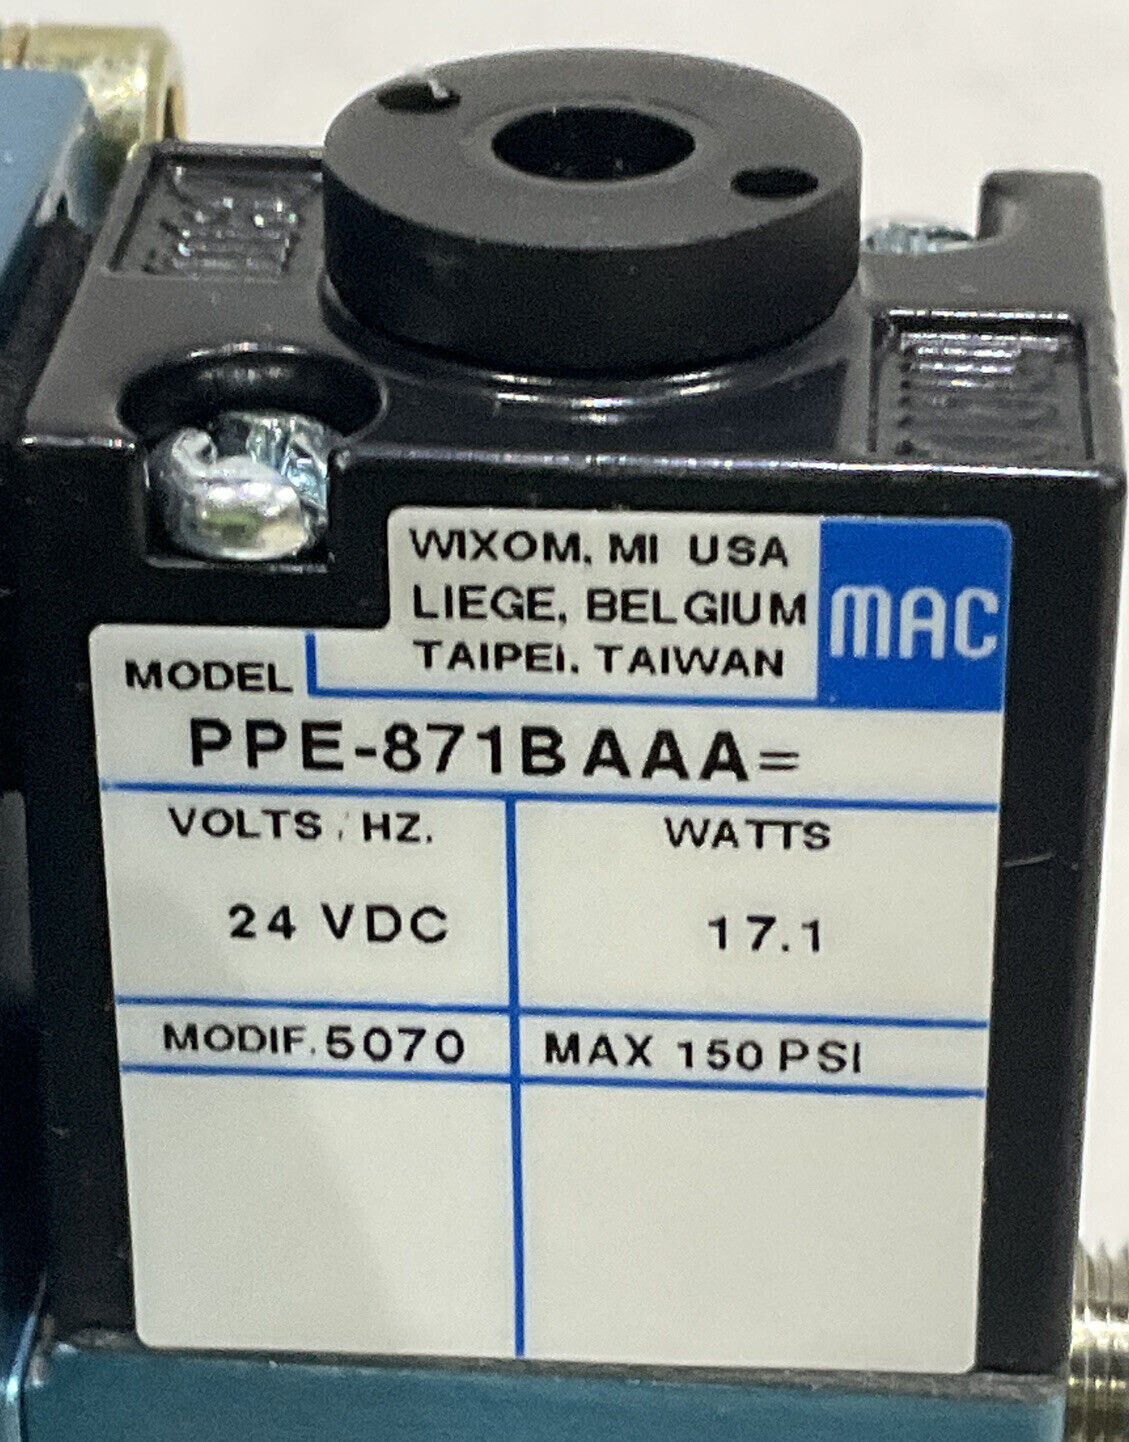 WIXOM, MI USA
LIEGE, BELGIUM
TAIPEI, TAIWAN
MAC
MODEL
PPE-871BAAA=
VOLTS / HZ.
WATTS
24 VDC
17.1
MODIF. 5070
MAX 150 PSI